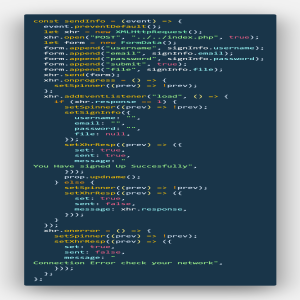 const sendInfo = (event) => {
event.preventDefault();
let xhr = new XMLHttpRequest();
xhr.open("POST", "../../index.php", true);
let form = new FormData();
form.append("username", signInfo.username);
form.append("email", signInfo.email);
form.append("password", signInfo.password);
form.append("submit", true);
form.append("file", signInfo.file);
xhr.send(form);
xhr.onprogress = () => {
setSpinner((prev) => !prev);
};
xhr.addEventListener("load", () => {
if (xhr.response == 1) {
setSpinner((prev) => !prev);
setSignInfo({
username: "",
email: "",
password: "",
file: null,
});
setXhrResp((prev) => ({
set: true,
sent: true,
message: "
You Have signed Up Succesfully",
}));
prop.updname();
} else {
setSpinner((prev) => !prev);
setXhrResp((prev) => ({
set: true,
sent: false,
message: xhr.response,
}));
}
});
xhr.onerror = () => {
setSpinner((prev) => !prev);
setXhrResp((prev) => ({
set: true,
sent: false,
message: "
Connection Error check your network",
}));
};
};